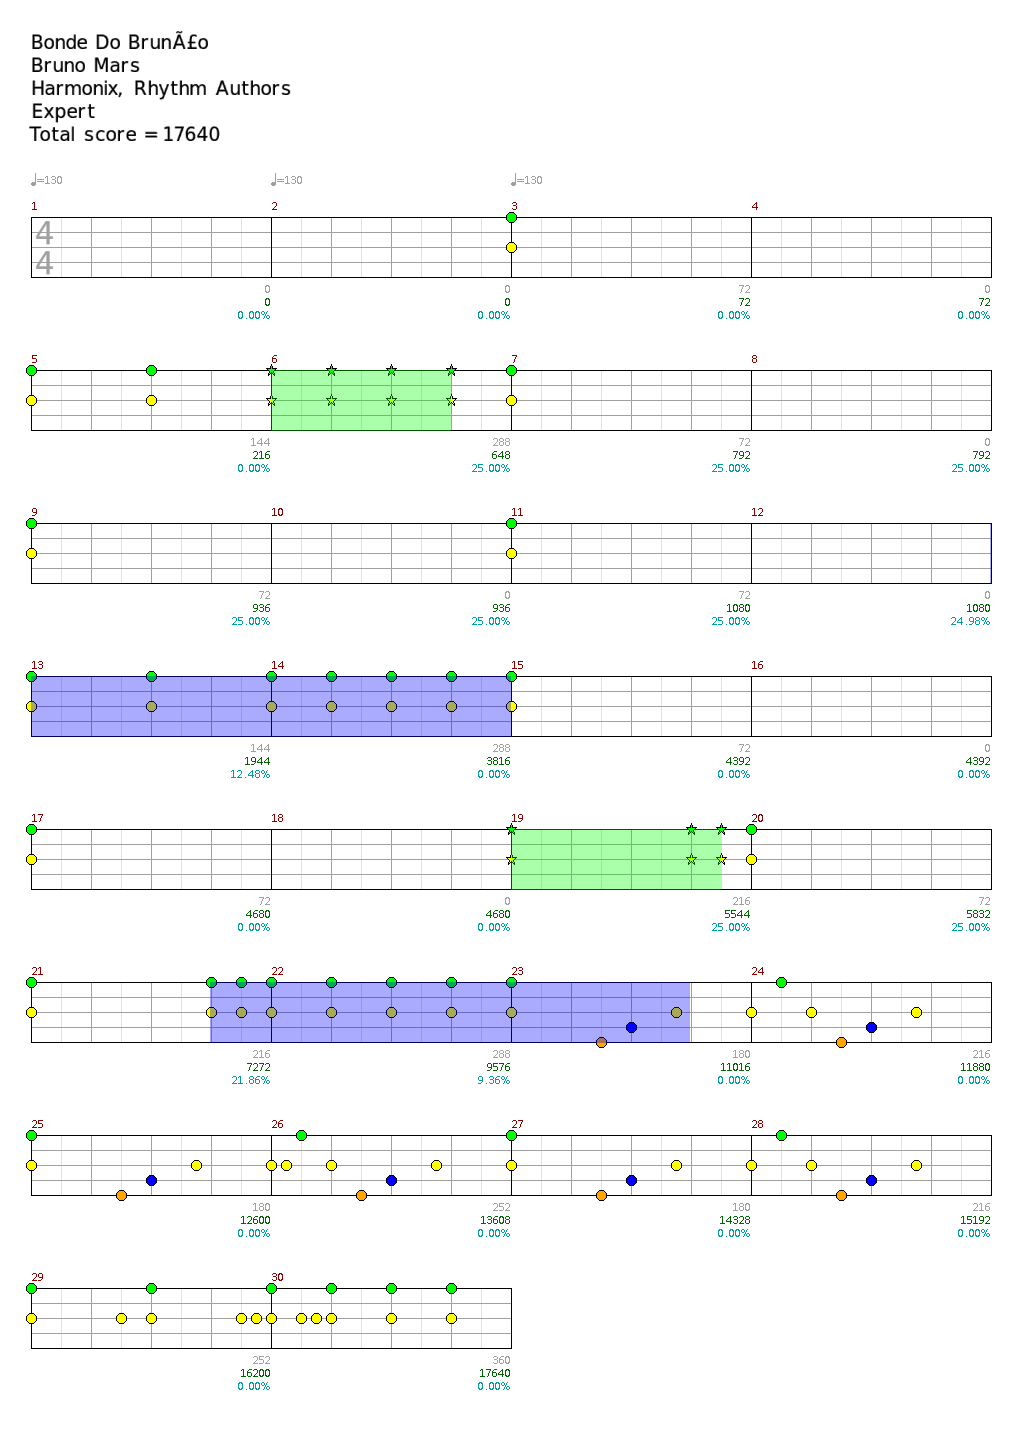 Bonde Do BrunÃ£o
Bruno Mars
Harmonix, Rhythm Authors
Expert
Total score = 17640
♩=130 ♩=130 ♩=130
1 2 3 4
4
4
0 0 72 0
0 0 72 72
0.00% 0.00% 0.00% 0.00%
5 6 7 8
144 288 72 0
216 648 792 792
0.00% 25.00% 25.00% 25.00%
9 10 11 12
72 0 72 0
936 936 1080 1080
25.00% 25.00% 25.00% 24.98%
13 14 15 16
144 288 72 0
1944 3816 4392 4392
12.48% 0.00% 0.00% 0.00%
17 18 19 20
72 0 216 72
4680 4680 5544 5832
0.00% 0.00% 25.00% 25.00%
21 22 23 24
216 288 180 216
7272 9576 11016 11880
21.86% 9.36% 0.00% 0.00%
25 26 27 28
180 252 180 216
12600 13608 14328 15192
0.00% 0.00% 0.00% 0.00%
29 30
252 360
16200 17640
0.00% 0.00%